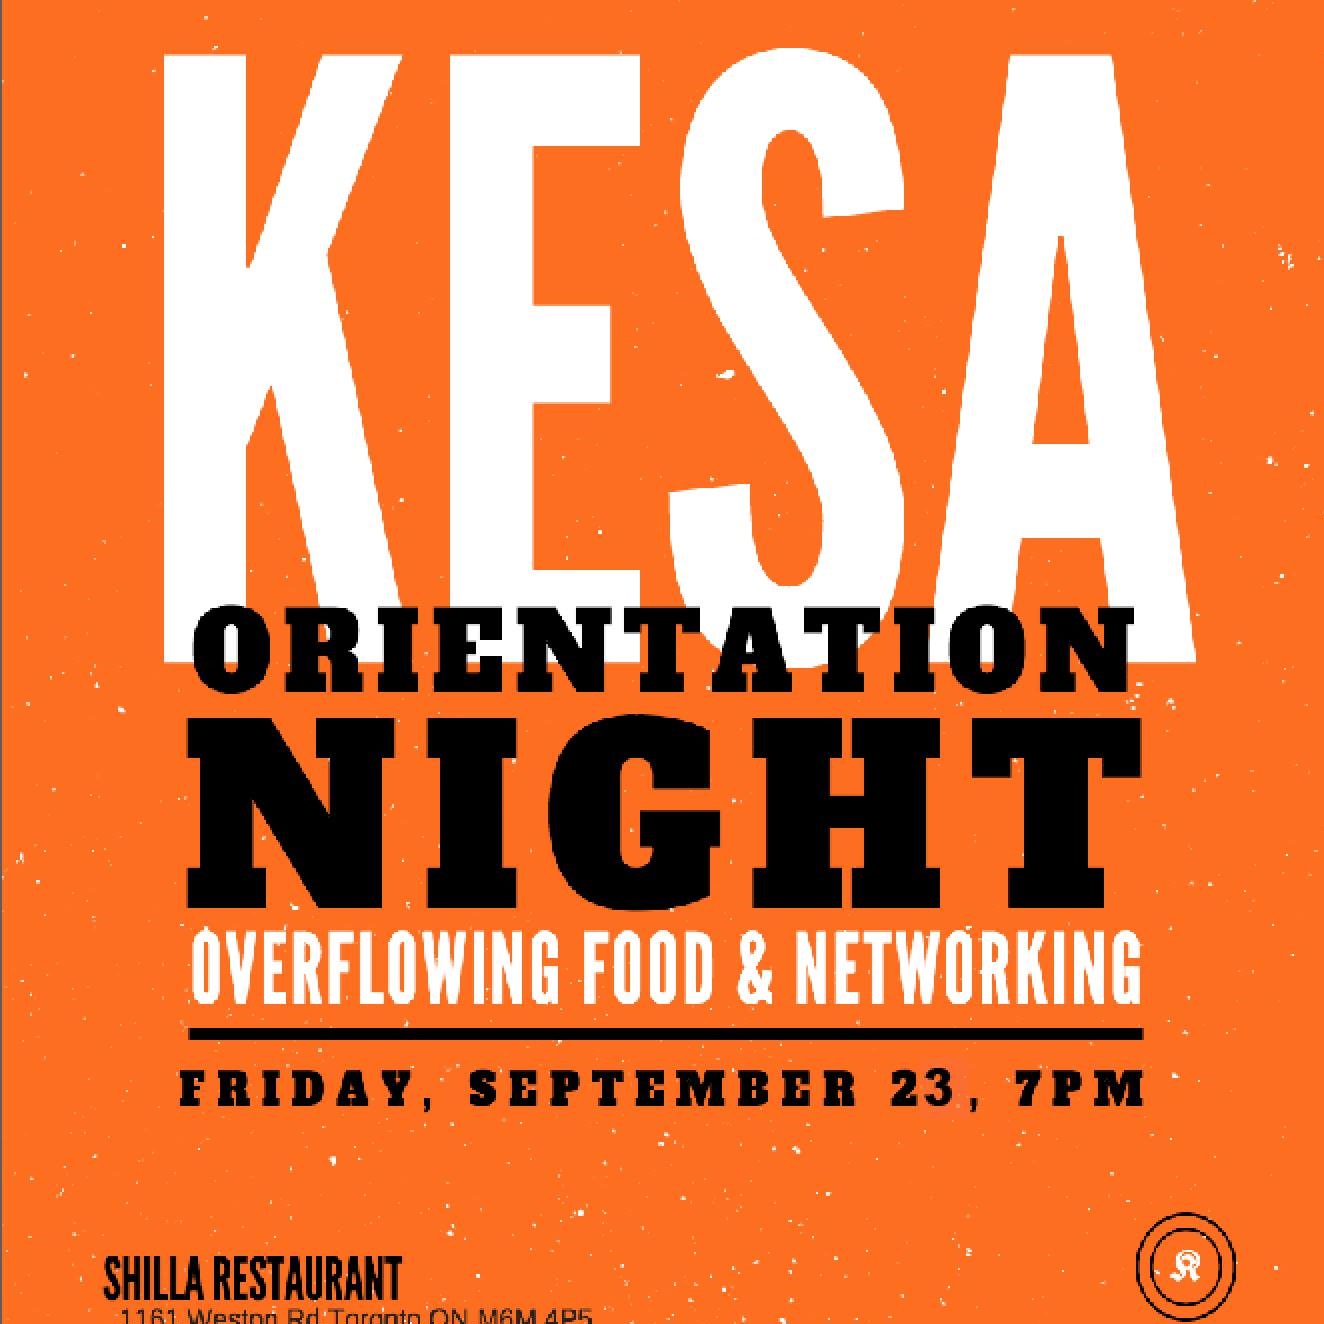 KESA
ORIENTATION
NIGHT
OVERFLOWING FOOD & NETWORKING
FRIDAY, SEPTEMBER 23, 7PM
SHILLA RESTAURANT
1161 Weston Rd Toronto ON M6M 4P5